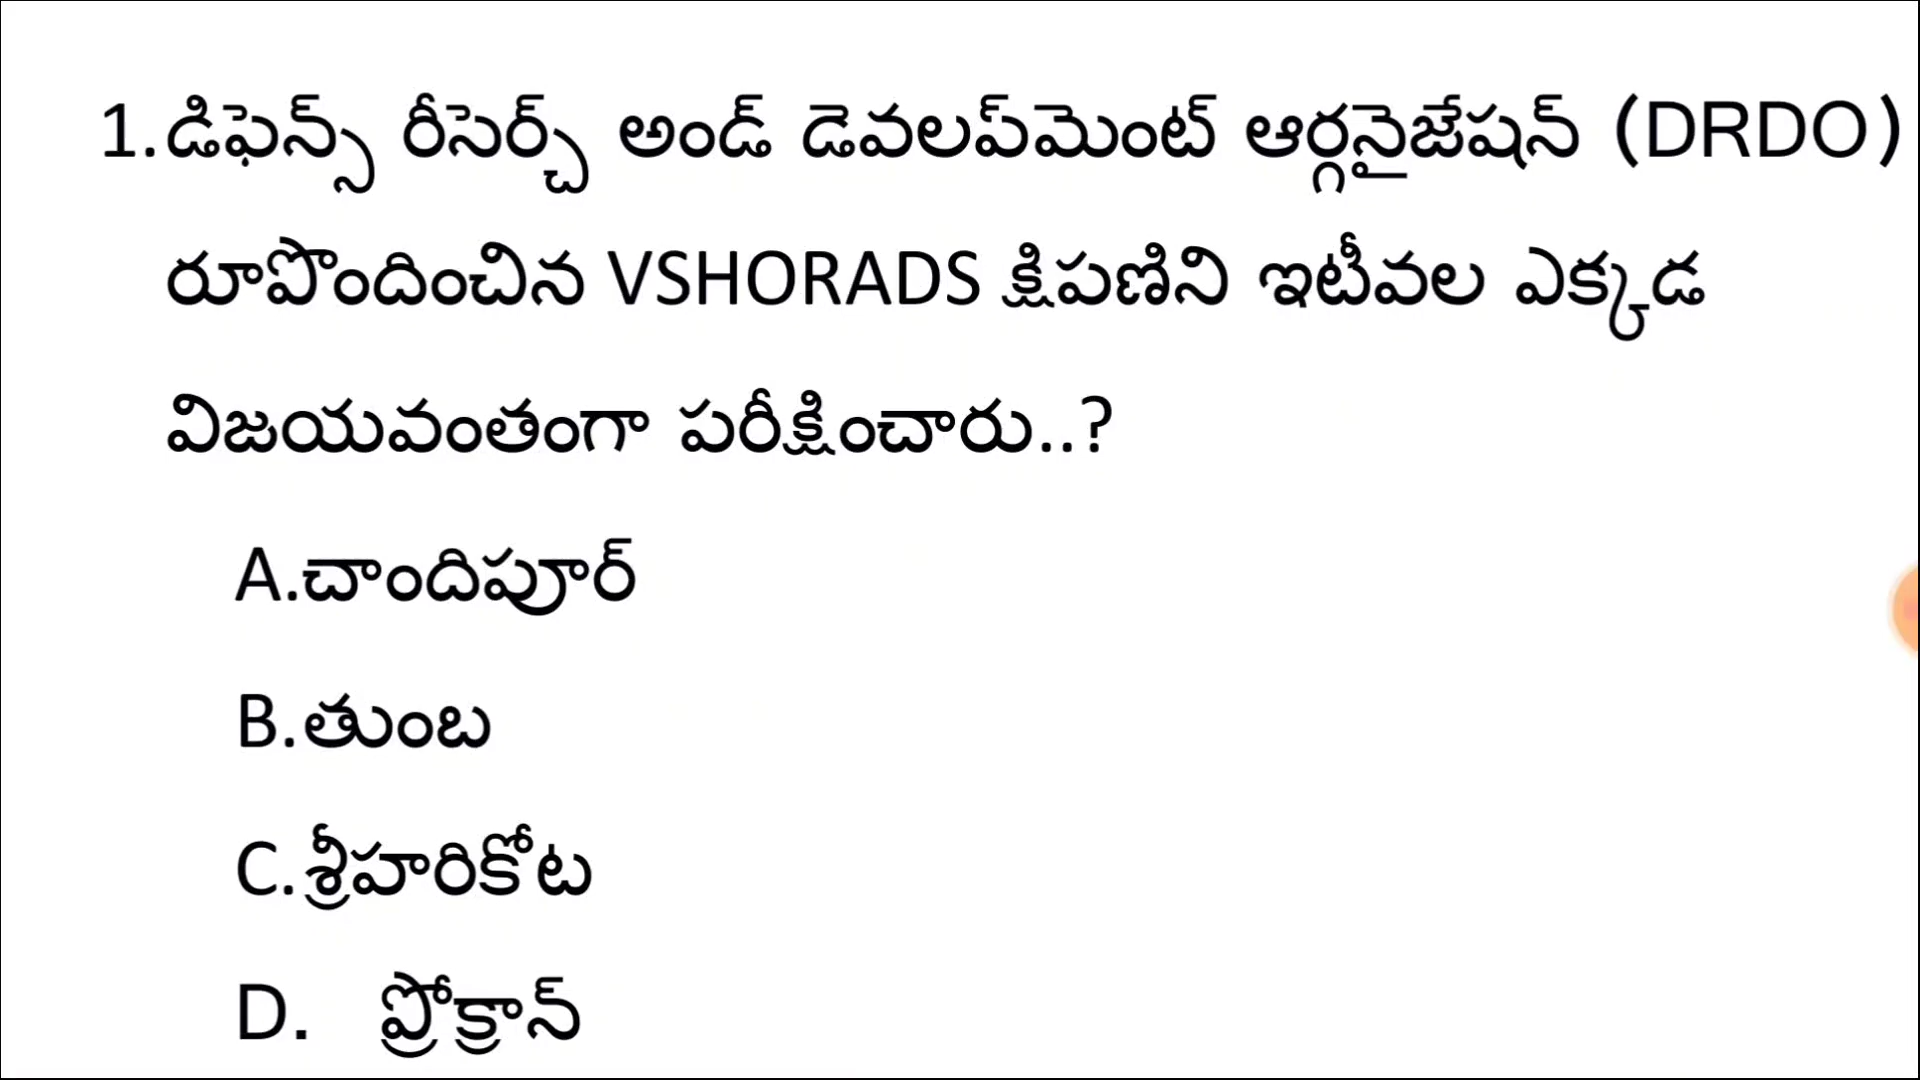 1.డిఫెన్స్ రీసెర్చ్ అండ్ డెవలప్‌మెంట్ ఆర్గనైజేషన్ (DRDO)
రూపొందించిన VSHORADS క్షిపణిని ఇటీవల ఎక్కడ
విజయవంతంగా పరీక్షించారు..?
A.చాందిపూర్
B.తుంబ
C.శ్రీహరికోట
D. ప్రోక్రాన్